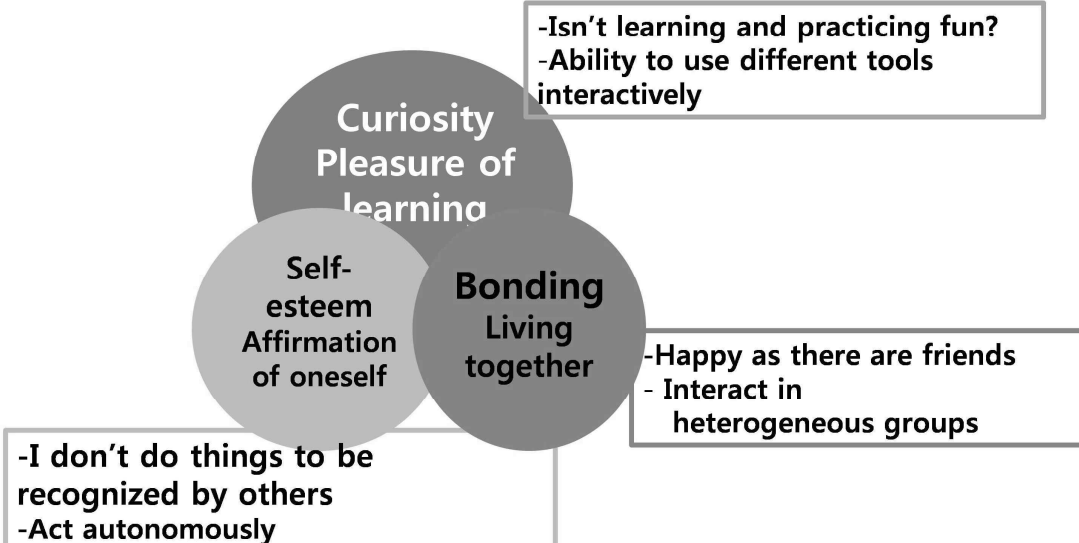 -Isn't learning and practicing fun?
-Ability to use different tools
interactively
Curiosity
Pleasure of
learning
Self-
esteem
Affirmation
of oneself
Bonding
Living
together
-Happy as there are friends
- Interact in
heterogeneous groups
-I don't do things to be
recognized by others
-Act autonomously